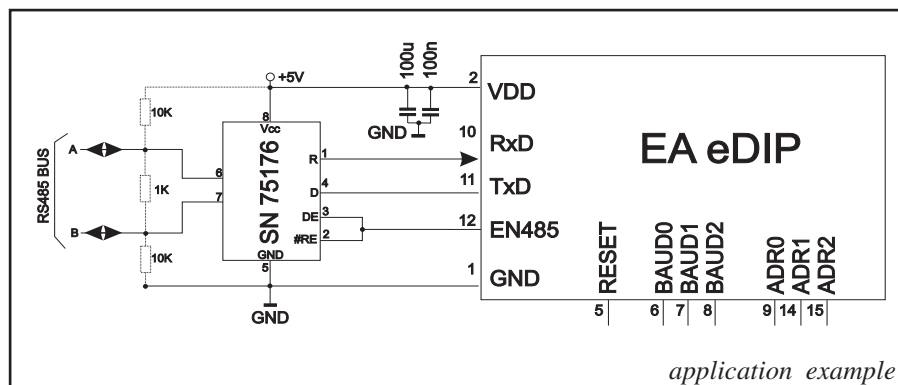 +5V
100u
100n
10K
1K
10K
RS485 BUS
A
B
6
7
8
Vcc
SN 75176
R
D
DE
#RE
GND
5
1
4
3
2
GND
GND
2
VDD
10
RxD
11
TxD
12
EN485
1
GND
EA eDIP
RESET
BAUD0
BAUD1
BAUD2
ADR0
ADR1
ADR2
5
6
7
8
9
14
15
application example